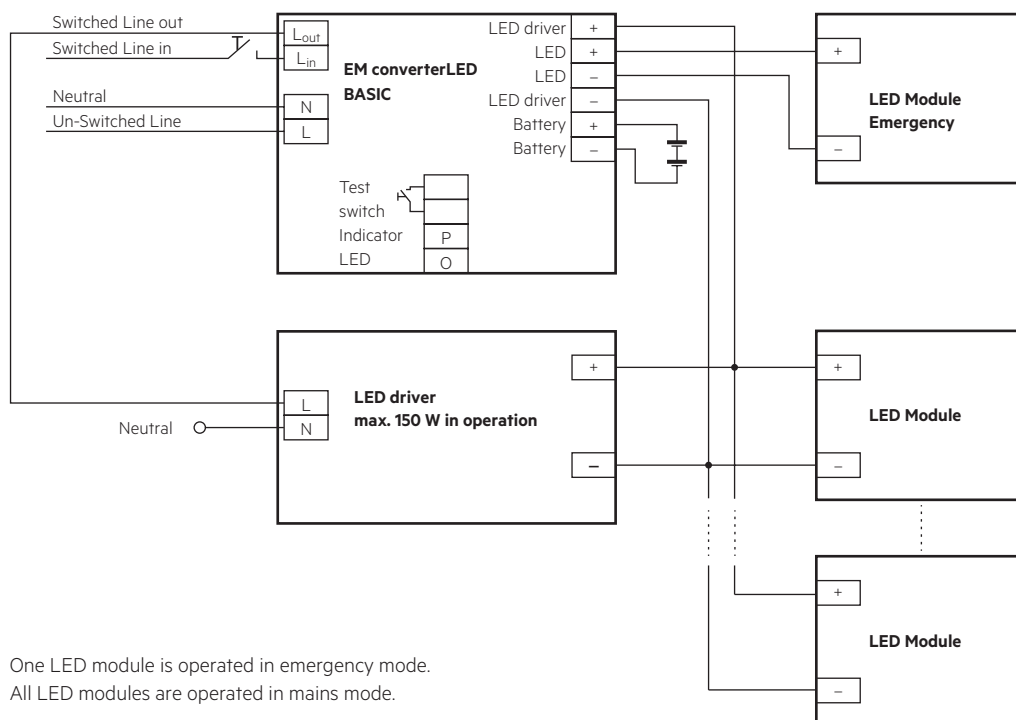 Switched Line out
Switched Line in
Neutral
Un-Switched Line
Lout
Lin
N
L
EM converterLED
BASIC
LED driver +
LED +
LED –
LED driver –
Battery +
Battery –
Test
switch
Indicator P
LED O
+
–
LED Module
Emergency
L
N
Neutral
LED driver
max. 150 W in operation
+
–
+
–
LED Module
+
–
LED Module
One LED module is operated in emergency mode.
All LED modules are operated in mains mode.